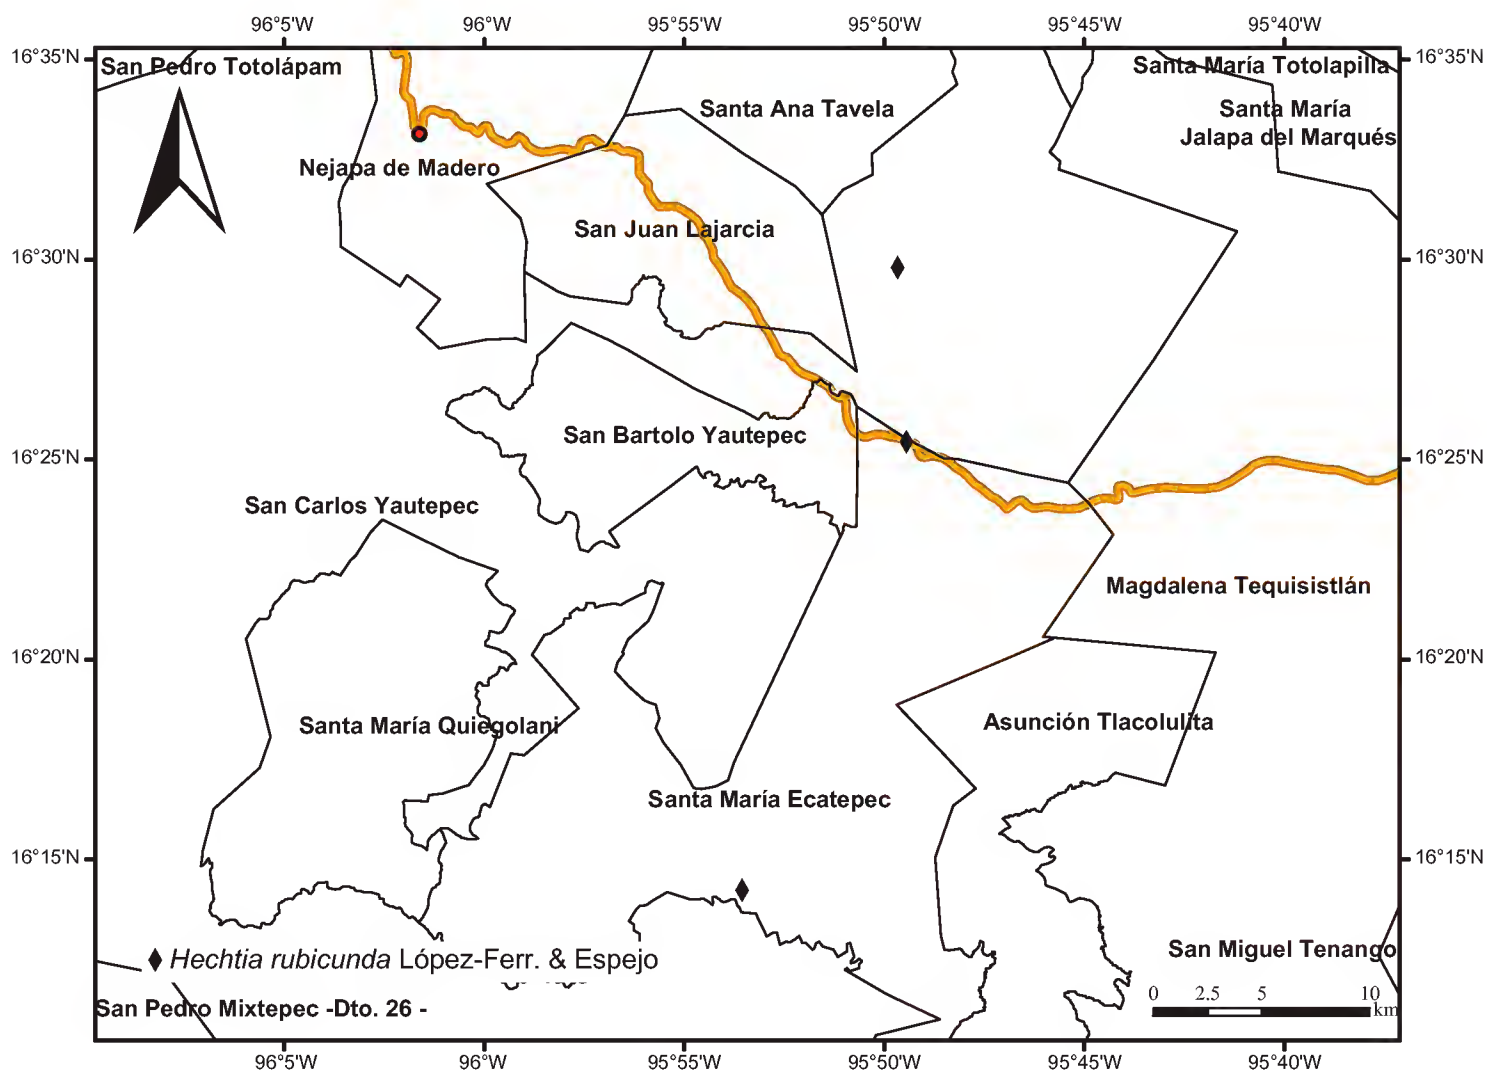 96°5'W 96°W 95°55'W 95°50'W 95°45'W 95°40'W
16°35'N 16°35'N
San Pedro Totolápam
Santa María Totolapilla
Santa Ana Tavela
Santa María
Jalapa del Marqués
Nejapa de Madero
San Juan Lajarcia
16°30'N 16°30'N
San Bartolo Yautepec
16°25'N 16°25'N
San Carlos Yautepec
Magdalena Tequisistlán
16°20'N 16°20'N
Santa María Quiegolani
Asunción Tlacolulita
Santa María Ecatepec
16°15'N 16°15'N
San Miguel Tenango
Hechtia rubicunda López-Ferr. & Espejo
San Pedro Mixtepec -Dto. 26 -
0 2.5 5 10
km
96°5'W 96°W 95°55'W 95°50'W 95°45'W 95°40'W